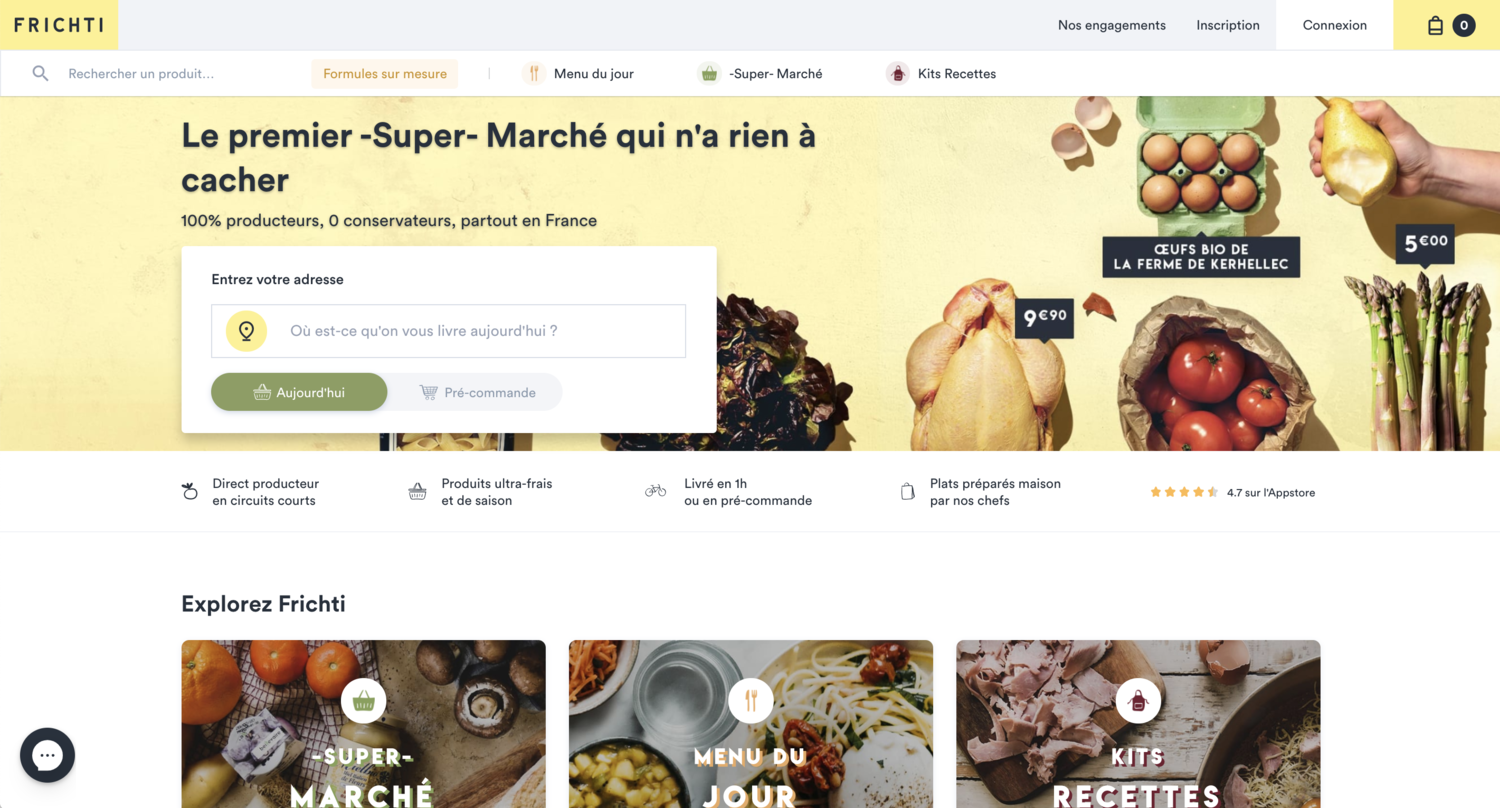 FRICHTI
Nos engagements
Inscription
Connexion
0
Rechercher un produit...
Formules sur mesure
Menu du jour
-Super- Marché
Kits Recettes
Le premier -Super- Marché qui n'a rien à
cacher
100% producteurs, 0 conservateurs, partout en France
Entrez votre adresse
Où est-ce qu'on vous livre aujourd'hui ?
Aujourd'hui
Pré-commande
ŒUFS BIO DE
LA FERME DE KERHELLEC
5€00
9€90
Direct producteur
en circuits courts
Produits ultra-frais
et de saison
Livré en 1h
ou en pré-commande
Plats préparés maison
par nos chefs
4.7 sur l'Appstore
Explorez Frichti
-SUPER-
MARCHÉ
MENU DU
JOUR
KITS
RECETTES